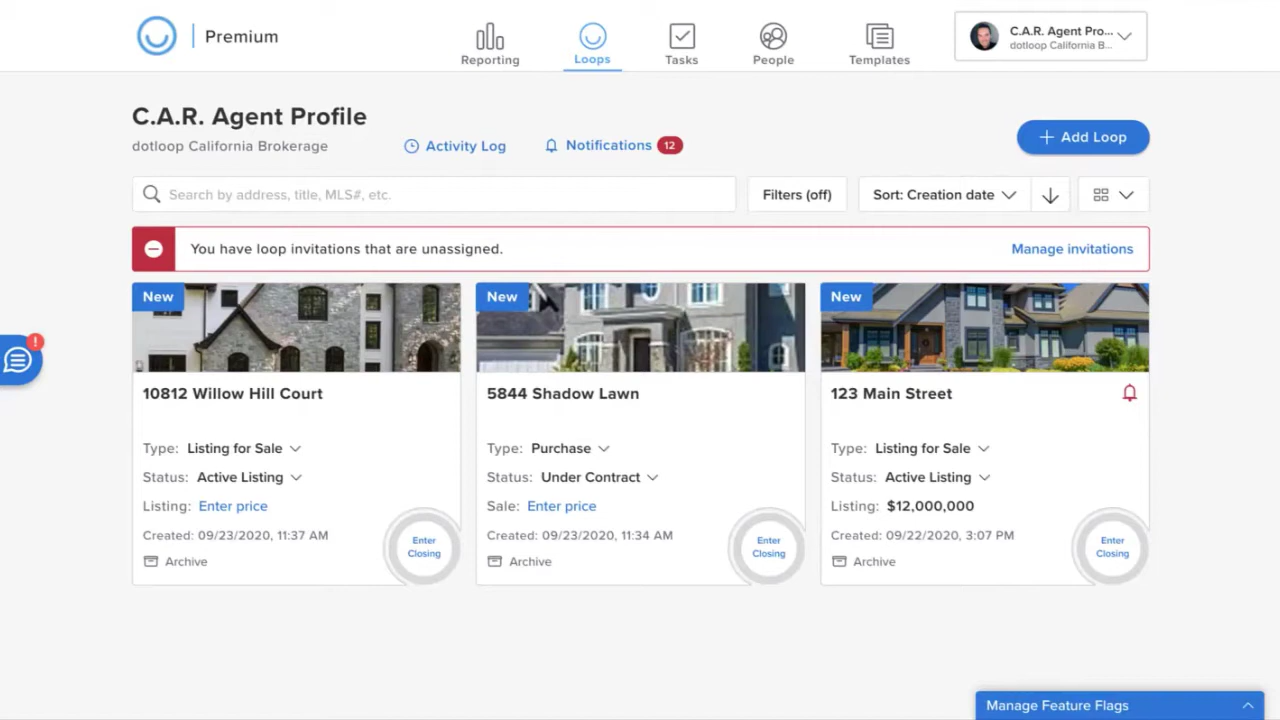 Premium
Reporting
Loops
Tasks
People
Templates
C.A.R. Agent Pro...
dotloop California B...
C.A.R. Agent Profile
dotloop California Brokerage
Activity Log
Notifications 12
+ Add Loop
Search by address, title, MLS#, etc.
Filters (off)
Sort: Creation date
You have loop invitations that are unassigned.
Manage invitations
!
New
10812 Willow Hill Court
Type: Listing for Sale
Status: Active Listing
Listing: Enter price
Created: 09/23/2020, 11:37 AM
Archive
Enter
Closing
New
5844 Shadow Lawn
Type: Purchase
Status: Under Contract
Sale: Enter price
Created: 09/23/2020, 11:34 AM
Archive
Enter
Closing
New
123 Main Street
Type: Listing for Sale
Status: Active Listing
Listing: $12,000,000
Created: 09/22/2020, 3:07 PM
Archive
Enter
Closing
Manage Feature Flags